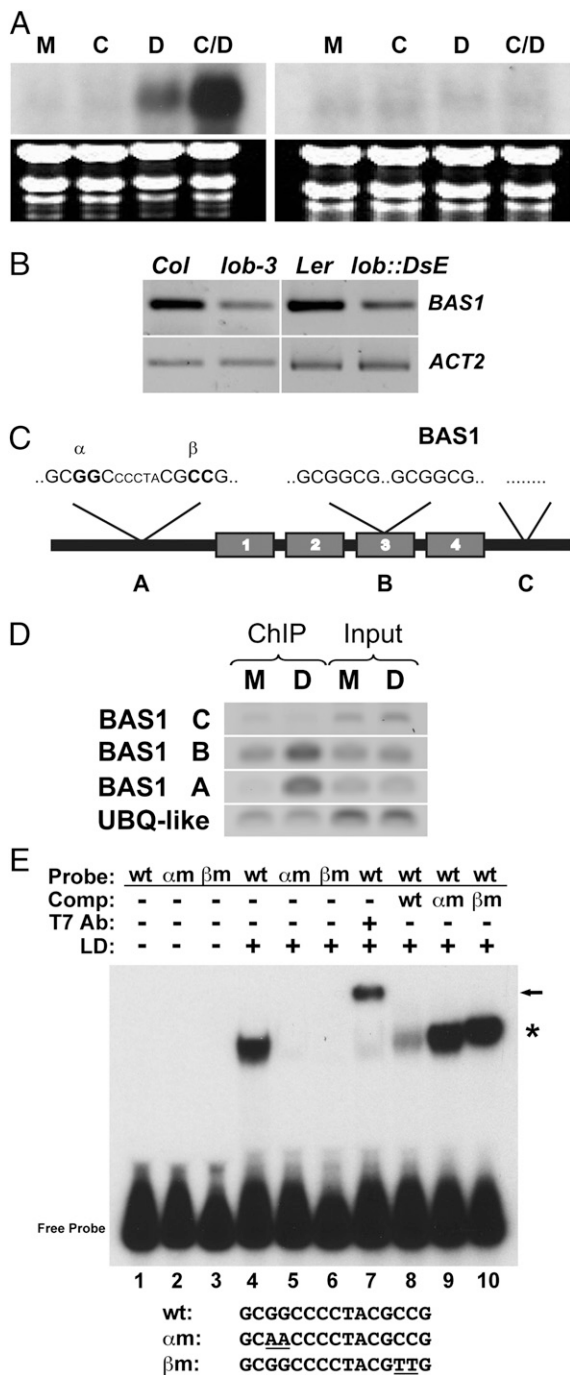 A
M C D C/D M C D C/D
B
Col lob-3 Ler lob::DsE
BAS1
ACT2
C
α β BAS1
..GCGGCCCCTACGCCG.. ..GCGGCG..GCGGCG.. ........
1 2 3 4
A B C
D
ChIP Input
M D M D
BAS1 C
BAS1 B
BAS1 A
UBQ-like
E
Probe: wt αm βm wt αm βm wt wt wt wt
Comp: - - - - - - - wt αm βm
T7 Ab: - - - - - - + - - -
LD: - - - + + + + + + +
*
Free Probe
1 2 3 4 5 6 7 8 9 10
wt: GCGGCCCCTACGCCG
αm: GCAACCCCTACGCCG
βm: GCGGCCCCTACGTTG